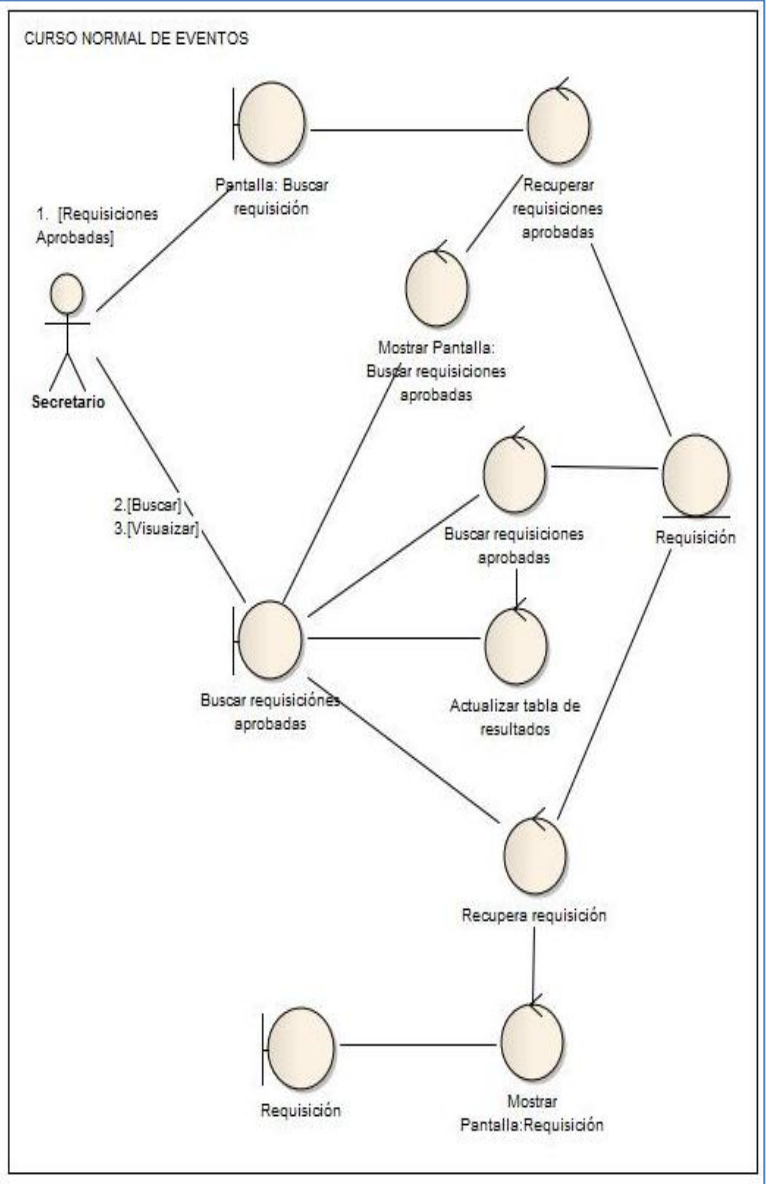 CURSO NORMAL DE EVENTOS
Pantalla: Buscar
requisición
Recuperar
requisiciones
aprobadas
1. [Requisiciones
Aprobadas]
Mostrar Pantalla:
Buscar requisiciones
aprobadas
Secretario
2.[Buscar]
3.[Visuaizar]
Buscar requisiciones
aprobadas
Requisición
Buscar requisiciónes
aprobadas
Actualizar tabla de
resultados
Recupera requisición
Requisición
Mostrar
Pantalla:Requisición